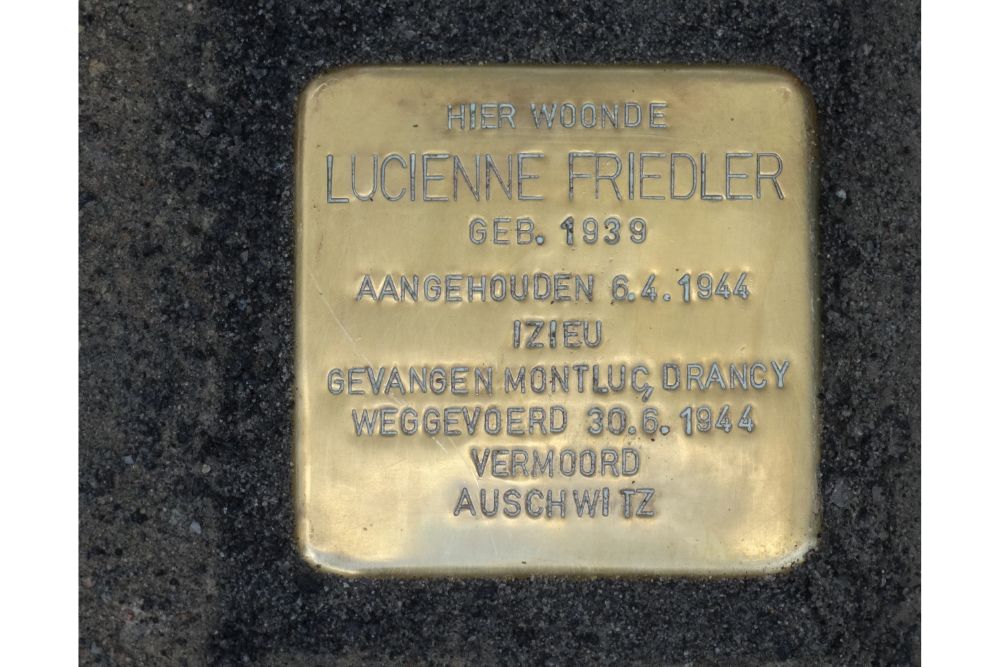 HIER WOONDE
LUCIENNE FRIEDLER
GEB. 1939
AANGEHOUDEN 6.4.1944
IZIEU
GEVANGEN MONTLUC, DRANCY
WEGGEVOERD 30.6.1944
VERMOORD
AUSCHWITZ